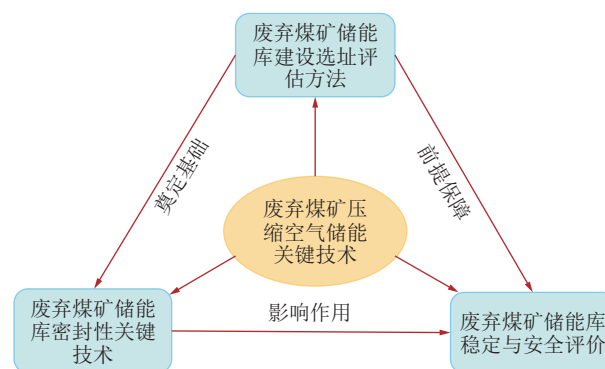 废弃煤矿储能
库建设选址评
估方法
奠定基础
前提保障
废弃煤矿压
缩空气储能
关键技术
废弃煤矿储能
库密封性关键
技术
影响作用
废弃煤矿储能库
稳定与安全评价